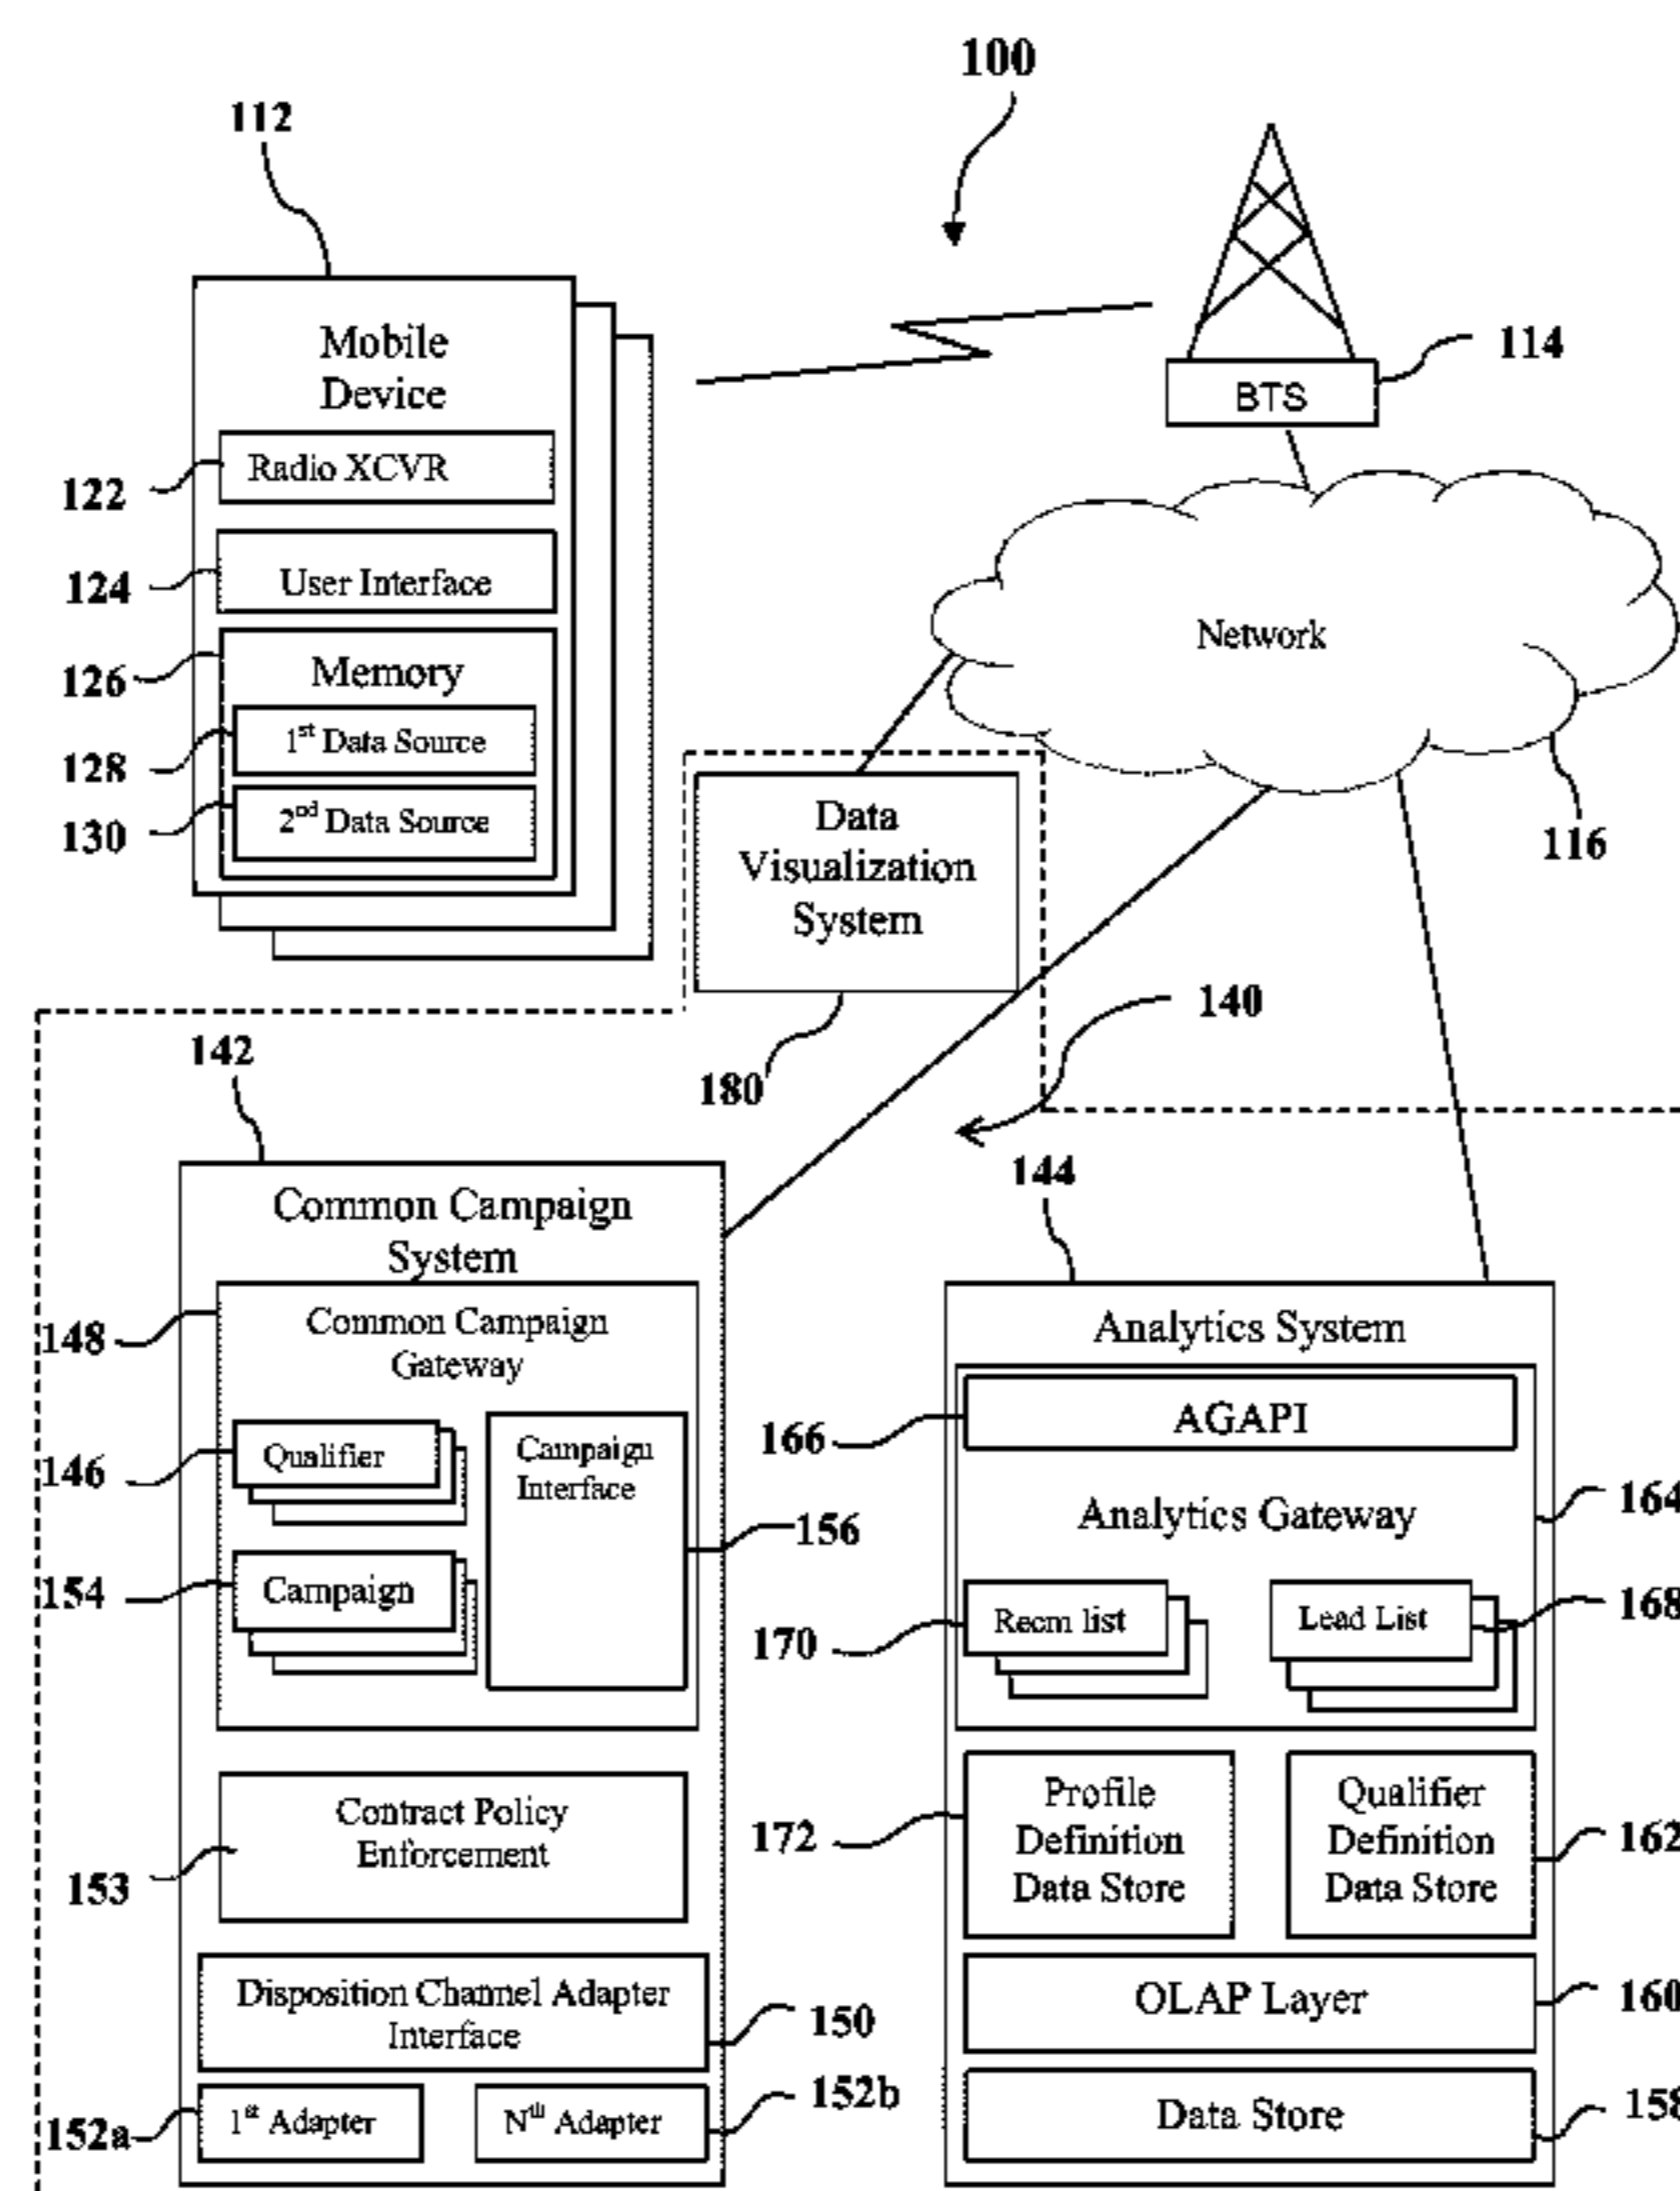 100
112
Mobile
Device
114
BTS
122
Radio XCVR
124
User Interface
Network
126
Memory
128
1st Data Source
130
2nd Data Source
116
Data
Visualization
System
140
142
180
144
Common Campaign
System
148
Common Campaign
Gateway
Analytics System
166
AGAPI
146
Qualifier
Campaign
Interface
156
Analytics Gateway
164
154
Campaign
170
Recm list
Lead List
168
153
Contract Policy
Enforcement
172
Profile
Definition
Data Store
Qualifier
Definition
Data Store
162
Disposition Channel Adapter
Interface
150
OLAP Layer
160
152a
1st Adapter
Nth Adapter
152b
Data Store
158